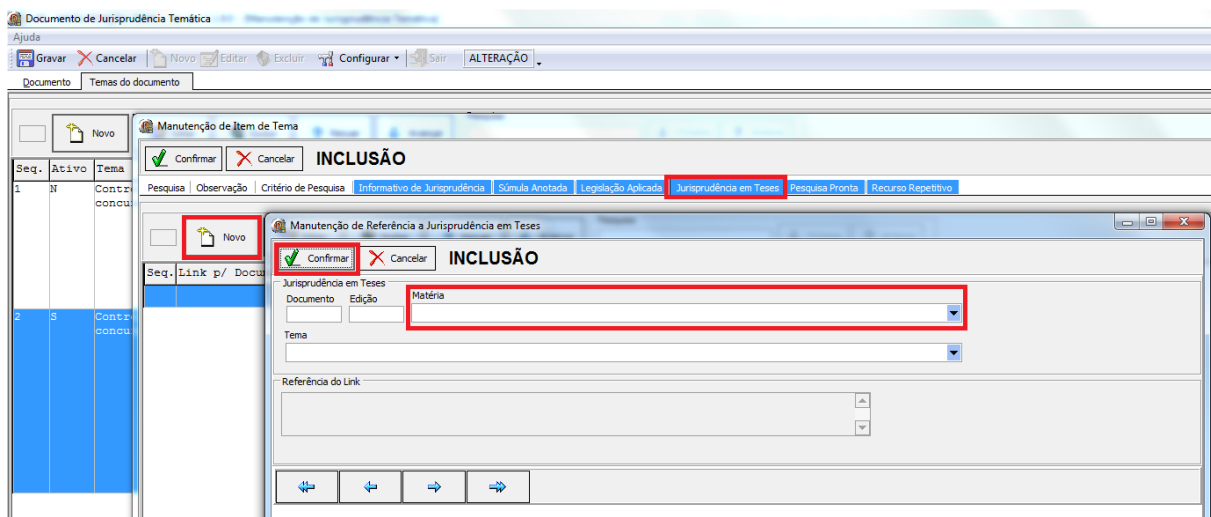 Documento de Jurisprudência Temática
Ajuda
Gravar Cancelar Novo Editar Excluir Configurar Sair ALTERAÇÃO
Documento Temas do documento
Novo
Manutenção de Item de Tema
Confirmar Cancelar INCLUSÃO
Seq. Ativo Tema
Pesquisa Observação Critério de Pesquisa Informativo de Jurisprudência Súmula Anotada Legislação Aplicada Jurisprudência em Teses Pesquisa Pronta Recurso Repetitivo
1 N Contr
concu
Novo
Manutenção de Referência a Jurisprudência em Teses
Confirmar Cancelar INCLUSÃO
Seq. Link p/ Docu
Jurisprudência em Teses
Documento Edição Matéria
2 S Contr
concu
Tema
Referência do Link